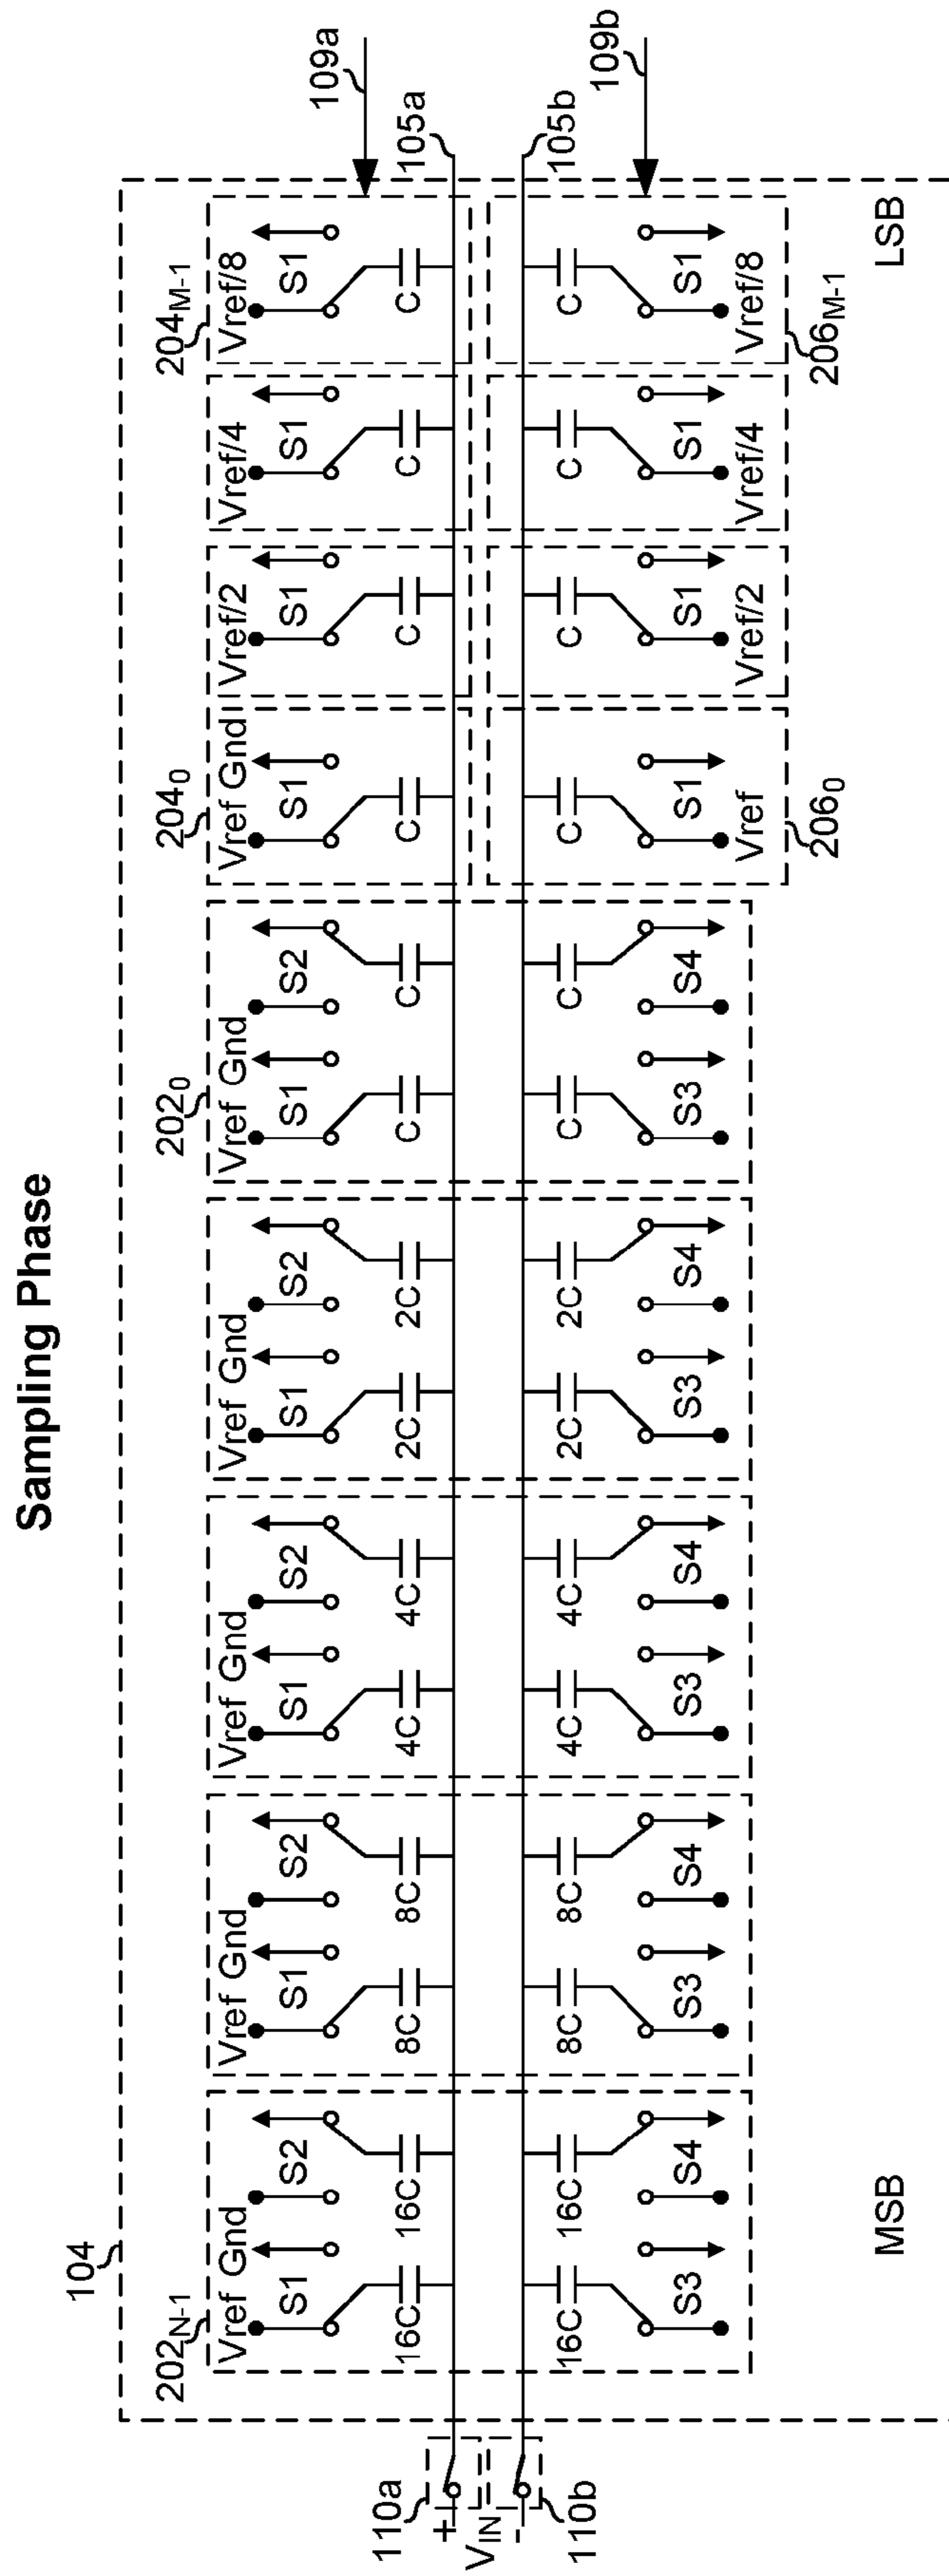 Sampling Phase
104
202N-1
2020
2040
204M-1
109a
Vref Gnd
Vref Gnd
Vref Gnd
Vref Gnd
Vref Gnd
Vref Gnd
Vref/2
Vref/4
Vref/8
S1 S2 S1 S2 S1 S2 S1 S2 S1 S2 S1 S1 S1 S1
16C 16C 8C 8C 4C 4C 2C 2C C C C C C C
110a
+
105a
VIN
-
105b
110b
16C 16C 8C 8C 4C 4C 2C 2C C C C C C C
109b
S3 S4 S3 S4 S3 S4 S3 S4 S3 S4 S1 S1 S1 S1
Vref
Vref/2
Vref/4
Vref/8
2060
206M-1
MSB
LSB